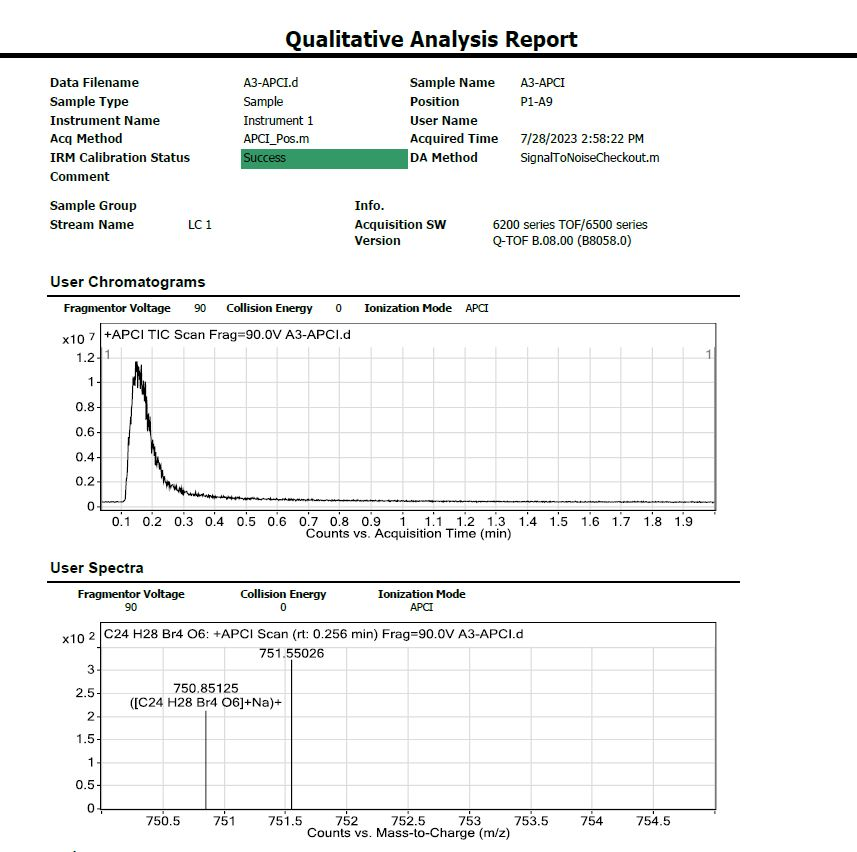 Qualitative Analysis Report
Data Filename A3-APCI.d Sample Name A3-APCI
Sample Type Sample Position P1-A9
Instrument Name Instrument 1 User Name
Acq Method APCI_Pos.m Acquired Time 7/28/2023 2:58:22 PM
IRM Calibration Status Success DA Method SignalToNoiseCheckout.m
Comment
Sample Group Info.
Stream Name LC 1 Acquisition SW 6200 series TOF/6500 series
Version Q-TOF B.08.00 (B8058.0)
User Chromatograms
Fragmentor Voltage 90 Collision Energy 0 Ionization Mode APCI
x10 7 +APCI TIC Scan Frag=90.0V A3-APCI.d
1.2 1 1
1
0.8
0.6
0.4
0.2
0
0.1 0.2 0.3 0.4 0.5 0.6 0.7 0.8 0.9 1 1.1 1.2 1.3 1.4 1.5 1.6 1.7 1.8 1.9
Counts vs. Acquisition Time (min)
User Spectra
Fragmentor Voltage Collision Energy Ionization Mode
90 0 APCI
x10 2 C24 H28 Br4 O6: +APCI Scan (rt: 0.256 min) Frag=90.0V A3-APCI.d
751.55026
3
750.85125
2.5 ([C24 H28 Br4 O6]+Na)+
2
1.5
1
0.5
0
750.5 751 751.5 752 752.5 753 753.5 754 754.5
Counts vs. Mass-to-Charge (m/z)